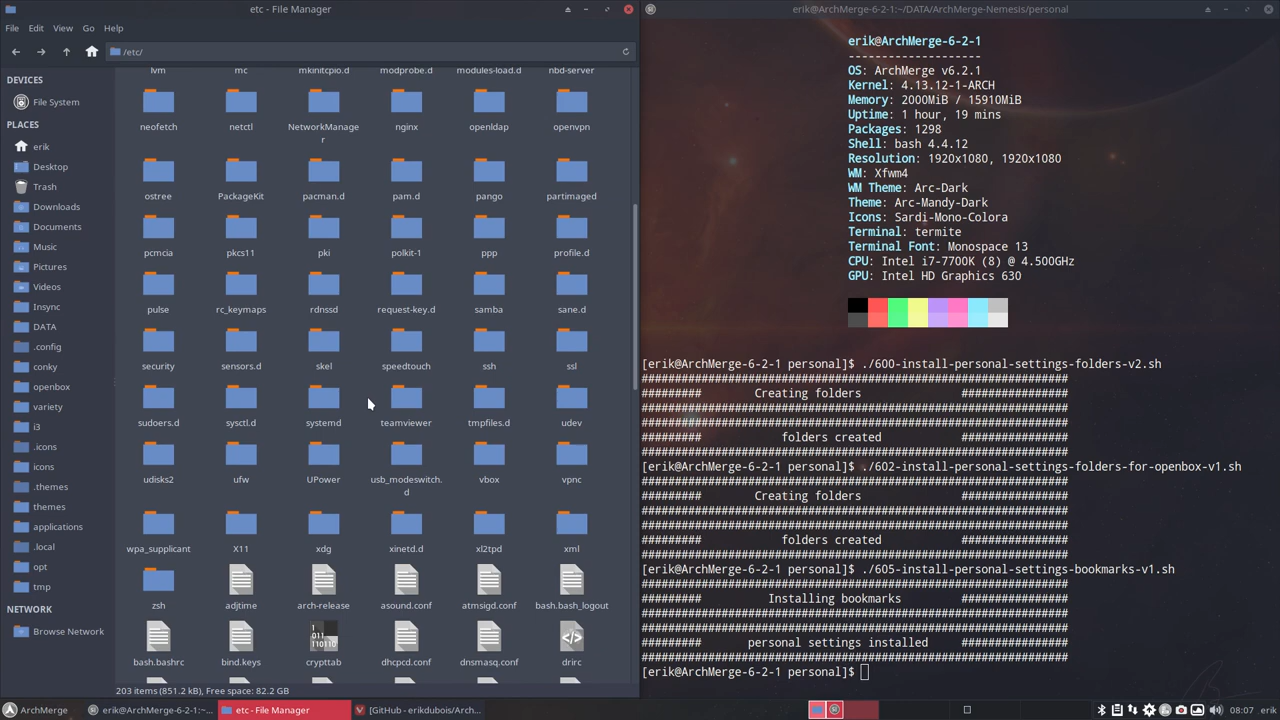 etc - File Manager
File Edit View Go Help
/etc/
DEVICES
File System
PLACES
erik
Desktop
Trash
Downloads
Documents
Music
Pictures
Videos
Insync
DATA
.config
conky
openbox
variety
i3
.icons
icons
.themes
themes
applications
.local
opt
tmp
NETWORK
Browse Network
lvm mc mkinitcpio.d modprobe.d modules-load.d nbd-server
neofetch netctl NetworkManage nginx openldap openvpn
r
ostree PackageKit pacman.d pam.d pango partimaged
pcmcia pkcs11 pki polkit-1 ppp profile.d
pulse rc_keymaps rdnssd request-key.d samba sane.d
security sensors.d skel speedtouch ssh ssl
sudoers.d sysctl.d systemd teamviewer tmpfiles.d udev
udisks2 ufw UPower usb_modeswitch. vbox vpnc
d
wpa_supplicant X11 xdg xinetd.d xl2tpd xml
zsh adjtime arch-release asound.conf atmsigd.conf bash.bash_logout
1
011
110110
bash.bashrc bind.keys crypttab dhcpcd.conf dnsmasq.conf drirc
203 items (851.2 kB), Free space: 82.2 GB
erik@ArchMerge-6-2-1:~/DATA/ArchMerge-Nemesis/personal
erik@ArchMerge-6-2-1
--------------------
OS: ArchMerge v6.2.1
Kernel: 4.13.12-1-ARCH
Memory: 2000MiB / 15910MiB
Uptime: 1 hour, 19 mins
Packages: 1298
Shell: bash 4.4.12
Resolution: 1920x1080, 1920x1080
WM: Xfwm4
WM Theme: Arc-Dark
Theme: Arc-Mandy-Dark
Icons: Sardi-Mono-Colora
Terminal: termite
Terminal Font: Monospace 13
CPU: Intel i7-7700K (8) @ 4.500GHz
GPU: Intel HD Graphics 630
[erik@ArchMerge-6-2-1 personal]$ ./600-install-personal-settings-folders-v2.sh
################################################################
######### Creating folders ################
################################################################
################################################################
######### folders created ################
################################################################
[erik@ArchMerge-6-2-1 personal]$ ./602-install-personal-settings-folders-for-openbox-v1.sh
################################################################
######### Creating folders ################
################################################################
################################################################
######### folders created ################
################################################################
[erik@ArchMerge-6-2-1 personal]$ ./605-install-personal-settings-bookmarks-v1.sh
################################################################
######### Installing bookmarks ################
################################################################
################################################################
######### personal settings installed ################
################################################################
[erik@ArchMerge-6-2-1 personal]$
ArchMerge erik@ArchMerge-6-2-1:~... etc - File Manager [GitHub - erikdubois/Arch... 08:07 erik